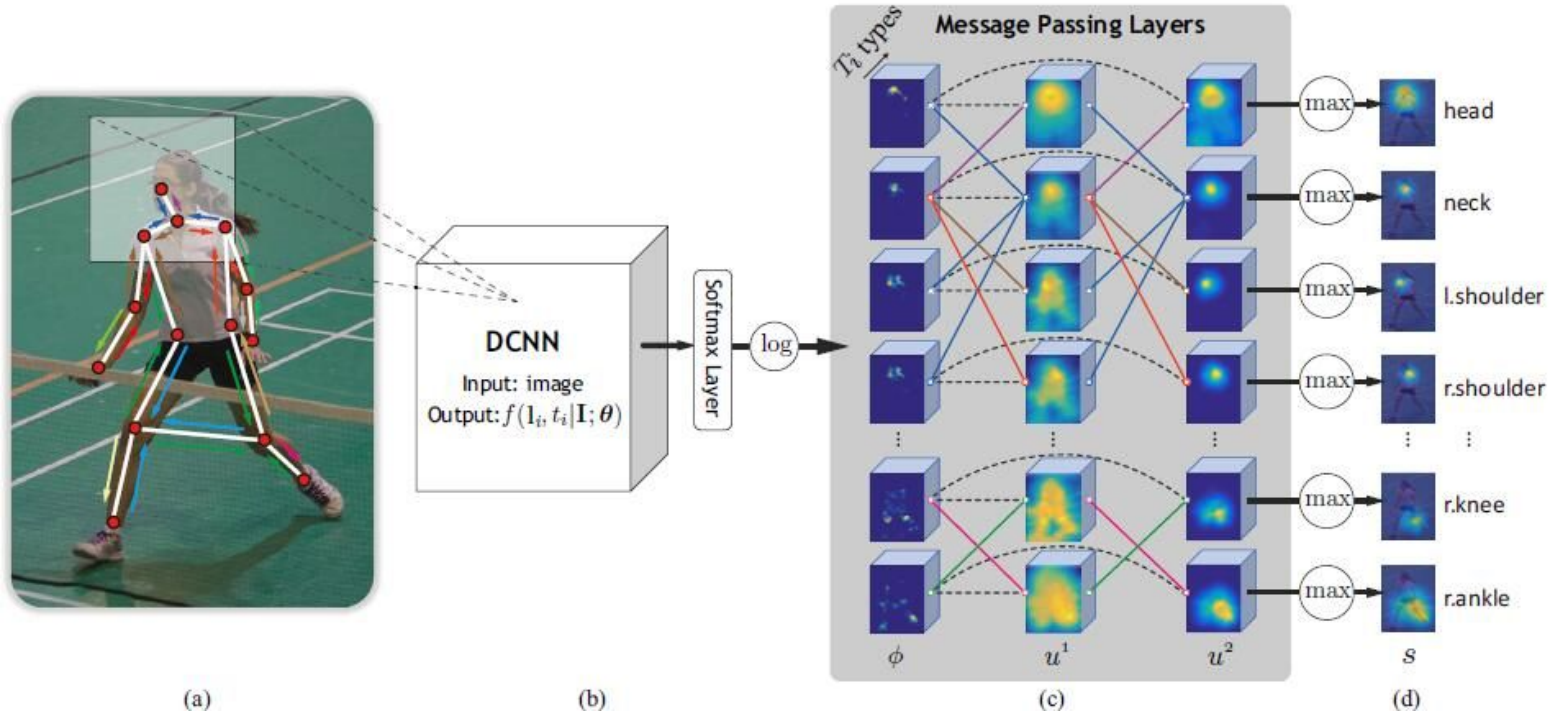 Message Passing Layers
T_i types
max
head
max
neck
max
l.shoulder
max
r.shoulder
DCNN
Input: image
Output: f(l_i, t_i|I; θ)
Softmax Layer
log
⋮ ⋮ ⋮ ⋮ ⋮
max
r.knee
max
r.ankle
ϕ u^1 u^2 s
(a) (b) (c) (d)